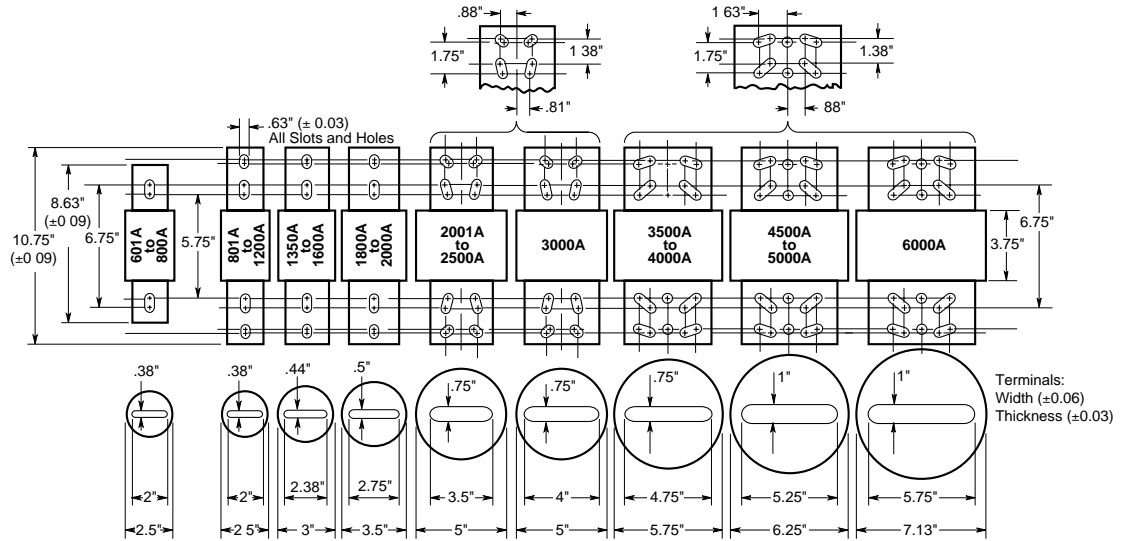 .88"
1 63"
1.75"
1 38"
1.75"
1.38"
.81"
88"
.63" (± 0.03)
All Slots and Holes
8.63"
(±0 09)
10.75"
(±0 09)
6.75"
5.75"
601A
to
800A
801A
to
1200A
1350A
to
1600A
1800A
to
2000A
2001A
to
2500A
3000A
3500A
to
4000A
4500A
to
5000A
6000A
3.75"
6.75"
.38"
.38"
.44"
.5"
.75"
.75"
.75"
1"
1"
Terminals:
Width (±0.06)
Thickness (±0.03)
2"
2"
2.38"
2.75"
3.5"
4"
4.75"
5.25"
5.75"
2.5"
2 5"
3"
3.5"
5"
5"
5.75"
6.25"
7.13"